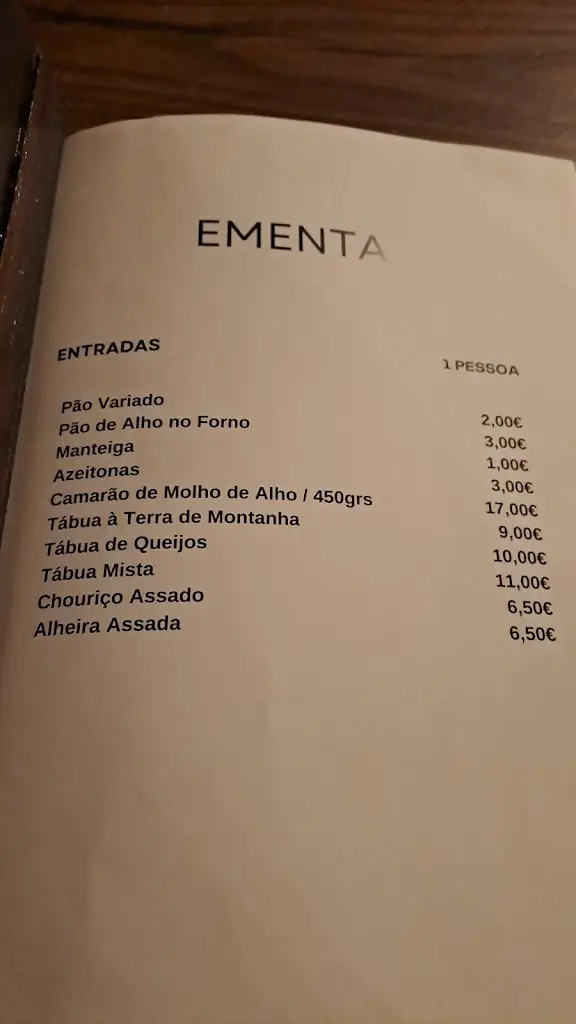 EMENTA
ENTRADAS
1 PESSOA
Pão Variado 2,00€
Pão de Alho no Forno 3,00€
Manteiga 1,00€
Azeitonas 3,00€
Camarão de Molho de Alho / 450grs 17,00€
Tábua à Terra de Montanha 9,00€
Tábua de Queijos 10,00€
Tábua Mista 11,00€
Chouriço Assado 6,50€
Alheira Assada 6,50€